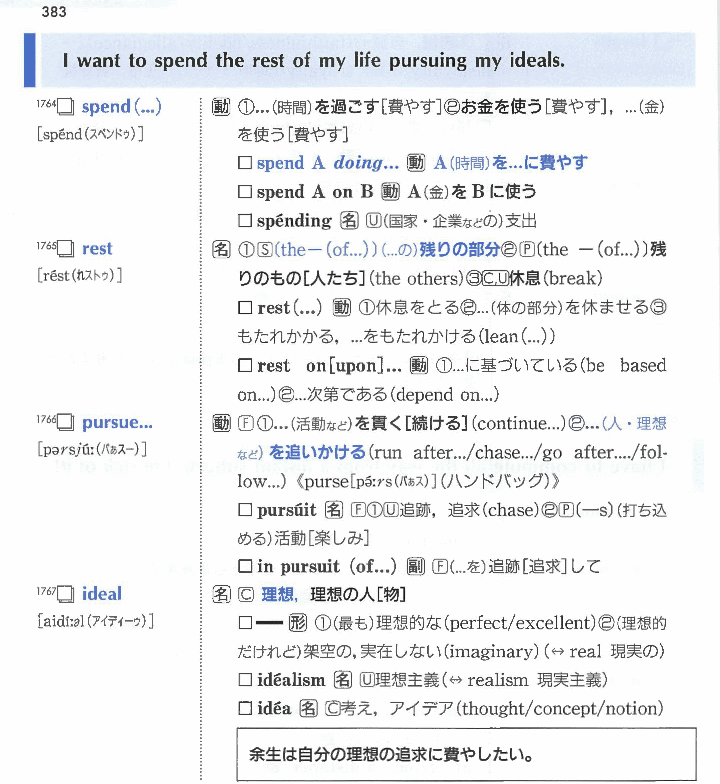 383
I want to spend the rest of my life pursuing my ideals.
1764□ spend (...)
[spénd(スペンドゥ)]
動 ①...(時間)を過ごす[費やす]②お金を使う[費やす], ...(金)
を使う[費やす]
□ spend A doing... 動 A(時間)を...に費やす
□ spend A on B 動 A(金)をBに使う
□ spénding 名 Ⓤ(国家・企業などの)支出
1765□ rest
[rést(ゥレストゥ)]
名 ①Ⓢ(the―(of...))(...の)残りの部分②Ⓟ(the ―(of...))残
りのもの[人たち](the others)③C,U休息(break)
□ rest(...) 動 ①休息をとる②...(体の部分)を休ませる③
もたれかかる, ...をもたれかける(lean(...))
□ rest on[upon]... 動 ①...に基づいている(be based
on...)②...次第である(depend on...)
1766□ pursue...
[pərsjúː(パァスー)]
動 Ⓕ①...(活動など)を貫く[続ける](continue...)②...(人・理想
など)を追いかける(run after.../chase.../go after..../fol-
low...)《purse[pə́ːrs(パァス)](ハンドバッグ)》
□ pursúit 名 Ⓕ①Ⓤ追跡, 追求(chase)②Ⓟ(―s)(打ち込
める)活動[楽しみ]
□ in pursuit (of...) 副 Ⓕ(...を)追跡[追求]して
1767□ ideal
[aidíːəl(アイディーゥ)]
名 Ⓒ 理想, 理想の人[物]
□ ━ 形 ①(最も)理想的な(perfect/excellent)②(理想的
だけれど)架空の, 実在しない(imaginary)(↔ real 現実の)
□ idéalism 名 Ⓤ理想主義(↔ realism 現実主義)
□ idéa 名 Ⓒ考え, アイデア(thought/concept/notion)
余生は自分の理想の追求に費やしたい。